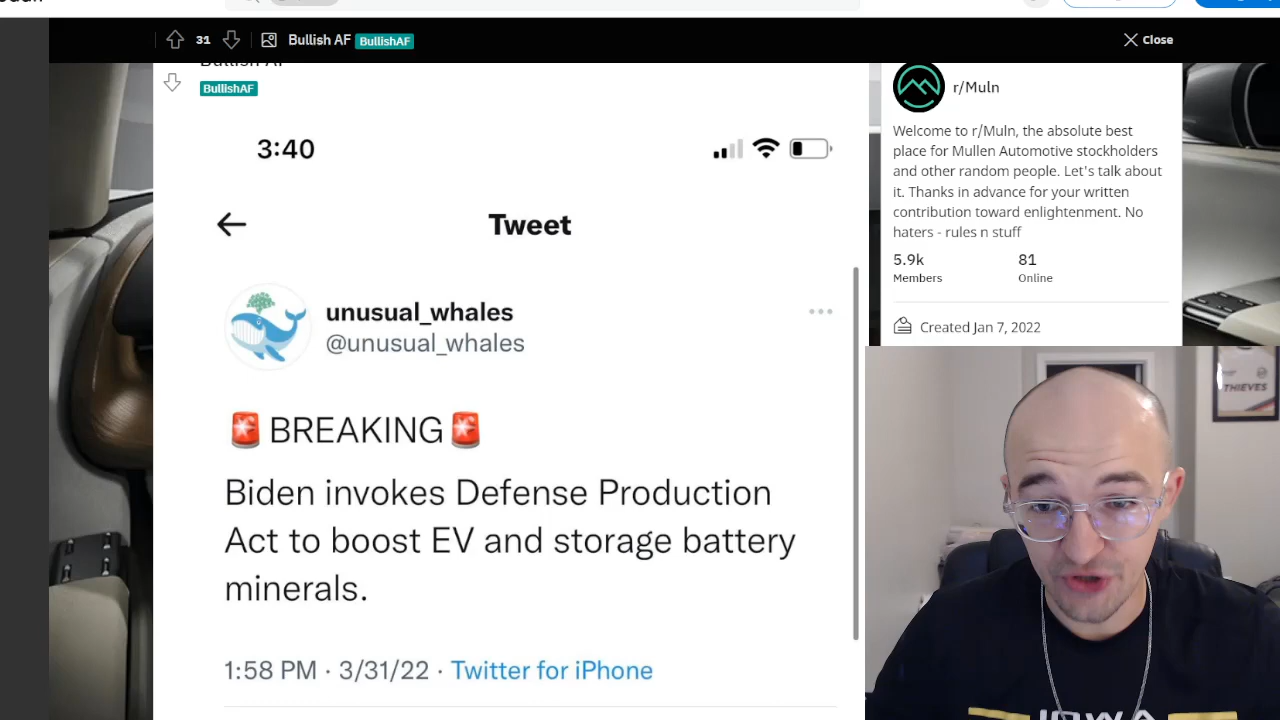 31 Bullish AF BullishAF
Close
Bullish AF
BullishAF
3:40
Tweet
unusual_whales
@unusual_whales
🚨 BREAKING 🚨
Biden invokes Defense Production
Act to boost EV and storage battery
minerals.
1:58 PM · 3/31/22 · Twitter for iPhone
r/Muln
Welcome to r/Muln, the absolute best
place for Mullen Automotive stockholders
and other random people. Let's talk about
it. Thanks in advance for your written
contribution toward enlightenment. No
haters - rules n stuff
5.9k 81
Members Online
Created Jan 7, 2022
THIEVES
IOWA